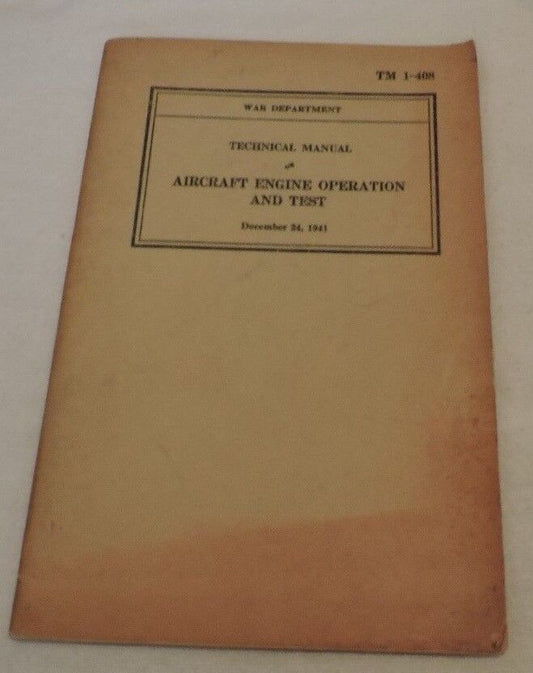 TM 1-408
WAR DEPARTMENT
TECHNICAL MANUAL
AIRCRAFT ENGINE OPERATION
AND TEST
December 24, 1941